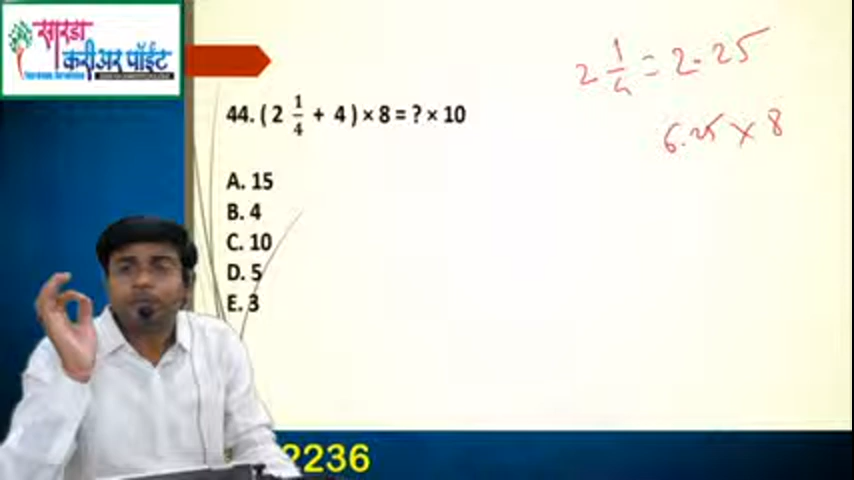 सारडा
करीअर पॉईंट
2 1/4 = 2.25
44. ( 2 1/4 + 4 ) × 8 = ? × 10
6.25 × 8
A. 15
B. 4
C. 10
D. 5
E. 3
2236